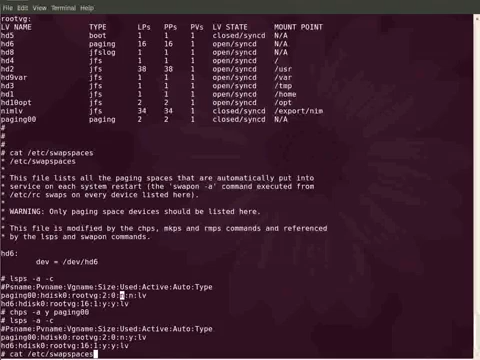 File Edit View Terminal Help
rootvg:
LV NAME TYPE LPs PPs PVs LV STATE MOUNT POINT
hd5 boot 1 1 1 closed/syncd N/A
hd6 paging 16 16 1 open/syncd N/A
hd8 jfslog 1 1 1 open/syncd N/A
hd4 jfs 1 1 1 open/syncd /
hd2 jfs 38 38 1 open/syncd /usr
hd9var jfs 1 1 1 open/syncd /var
hd3 jfs 1 1 1 open/syncd /tmp
hd1 jfs 1 1 1 open/syncd /home
hd10opt jfs 2 2 1 open/syncd /opt
nimlv jfs 34 34 1 closed/syncd /export/nim
paging00 paging 2 2 1 closed/syncd N/A
#
#
#
# cat /etc/swapspaces
* /etc/swapspaces
*
* This file lists all the paging spaces that are automatically put into
* service on each system restart (the 'swapon -a' command executed from
* /etc/rc swaps on every device listed here).
*
* WARNING: Only paging space devices should be listed here.
*
* This file is modified by the chps, mkps and rmps commands and referenced
* by the lsps and swapon commands.

hd6:
dev = /dev/hd6
# lsps -a -c
#Psname:Pvname:Vgname:Size:Used:Active:Auto:Type
paging00:hdisk0:rootvg:2:0:n:n:lv
hd6:hdisk0:rootvg:16:1:y:y:lv
# chps -a y paging00
# lsps -a -c
#Psname:Pvname:Vgname:Size:Used:Active:Auto:Type
paging00:hdisk0:rootvg:2:0:n:y:lv
hd6:hdisk0:rootvg:16:1:y:y:lv
# cat /etc/swapspaces